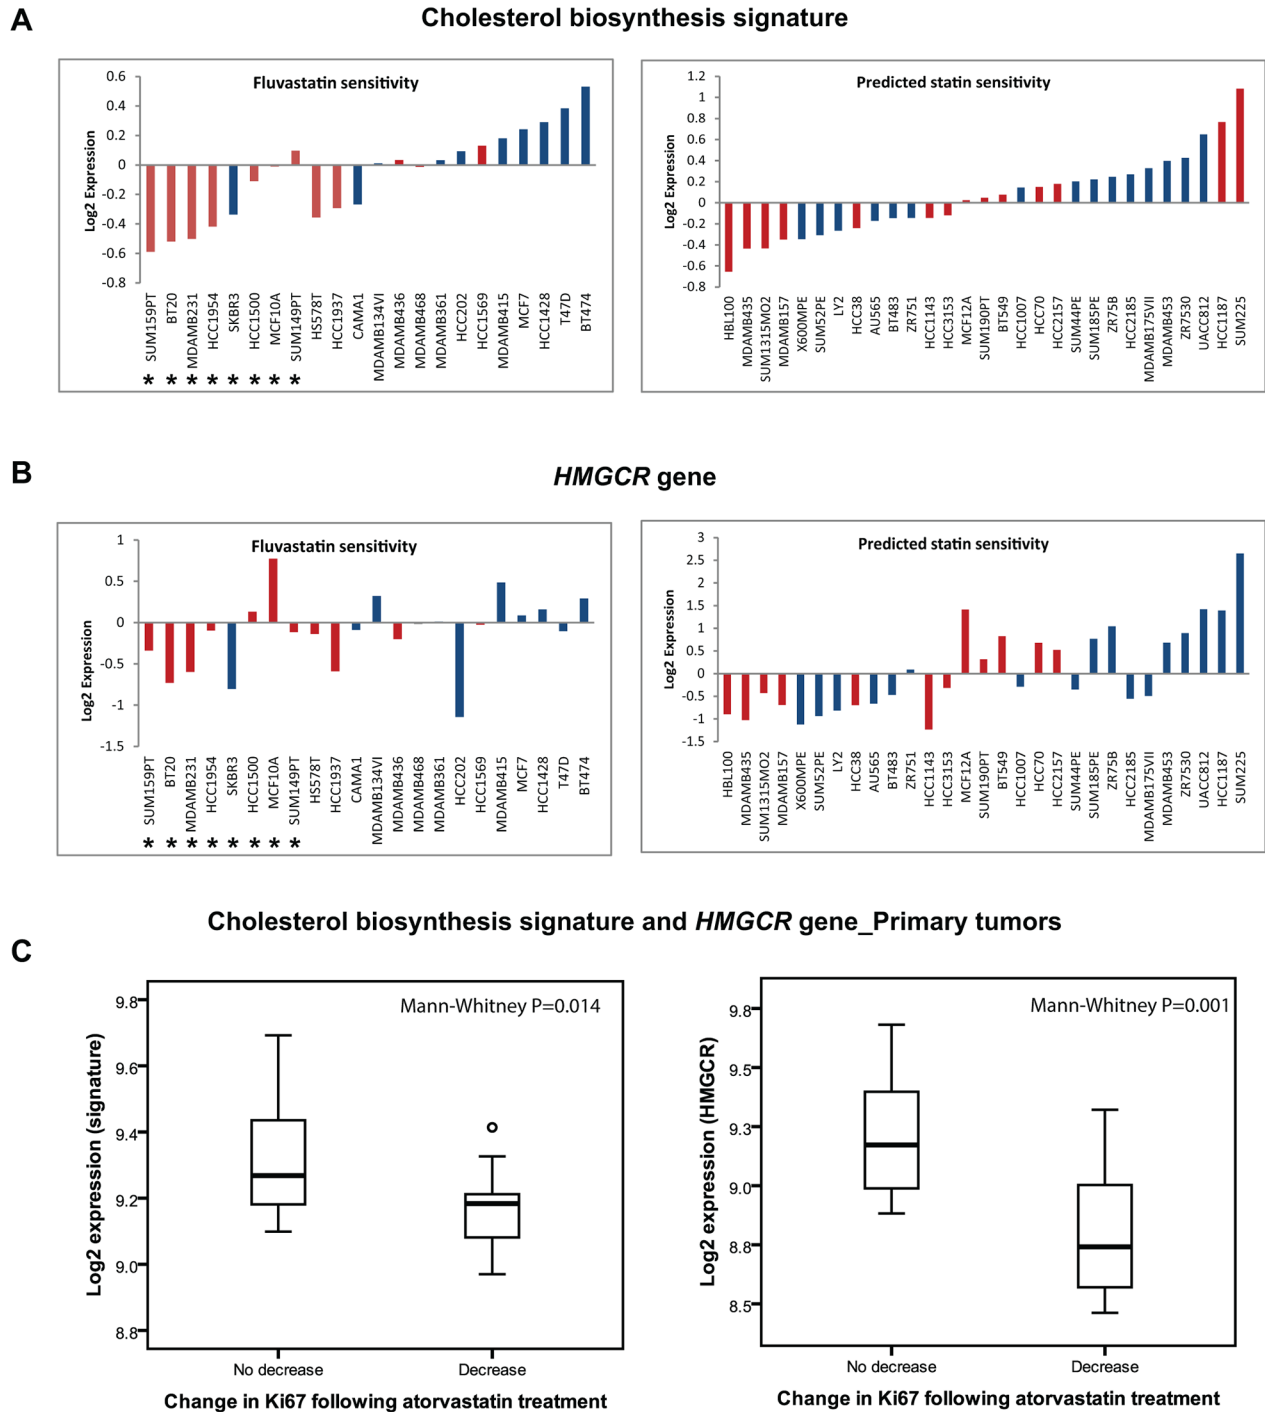 A
Cholesterol biosynthesis signature
Fluvastatin sensitivity
Log2 Expression
0.6
0.4
0.2
0
-0.2
-0.4
-0.6
-0.8
SUM159PT
BT20
MDAMB231
HCC1954
SKBR3
HCC1500
MCF10A
SUM149PT
HS578T
HCC1937
CAMA1
MDAMB134VI
MDAMB436
MDAMB468
MDAMB361
HCC202
HCC1569
MDAMB415
MCF7
HCC1428
T47D
BT474
* * * * * * * *
Predicted statin sensitivity
Log2 Expression
1.2
1
0.8
0.6
0.4
0.2
0
-0.2
-0.4
-0.6
-0.8
HBL100
MDAMB435
SUM1315MO2
MDAMB157
X600MPE
SUM52PE
LY2
HCC38
AU565
BT483
ZR751
HCC1143
HCC3153
MCF12A
SUM190PT
BT549
HCC1007
HCC70
HCC2157
SUM44PE
SUM185PE
ZR75B
HCC2185
MDAMB175VII
MDAMB453
ZR7530
UACC812
HCC1187
SUM225
B
HMGCR gene
Fluvastatin sensitivity
Log2 Expression
1
0.5
0
-0.5
-1
-1.5
SUM159PT
BT20
MDAMB231
HCC1954
SKBR3
HCC1500
MCF10A
SUM149PT
HS578T
HCC1937
CAMA1
MDAMB134VI
MDAMB436
MDAMB468
MDAMB361
HCC202
HCC1569
MDAMB415
MCF7
HCC1428
T47D
BT474
* * * * * * * *
Predicted statin sensitivity
Log2 Expression
3
2.5
2
1.5
1
0.5
0
-0.5
-1
-1.5
HBL100
MDAMB435
SUM1315MO2
MDAMB157
X600MPE
SUM52PE
LY2
HCC38
AU565
BT483
ZR751
HCC1143
HCC3153
MCF12A
SUM190PT
BT549
HCC1007
HCC70
HCC2157
SUM44PE
SUM185PE
ZR75B
HCC2185
MDAMB175VII
MDAMB453
ZR7530
UACC812
HCC1187
SUM225
Cholesterol biosynthesis signature and HMGCR gene_Primary tumors
C
Mann-Whitney P=0.014
Log2 expression (signature)
9.8
9.6
9.4
9.2
9.0
8.8
No decrease
Decrease
Change in Ki67 following atorvastatin treatment
Mann-Whitney P=0.001
Log2 expression (HMGCR)
9.8
9.5
9.3
9.0
8.8
8.5
No decrease
Decrease
Change in Ki67 following atorvastatin treatment